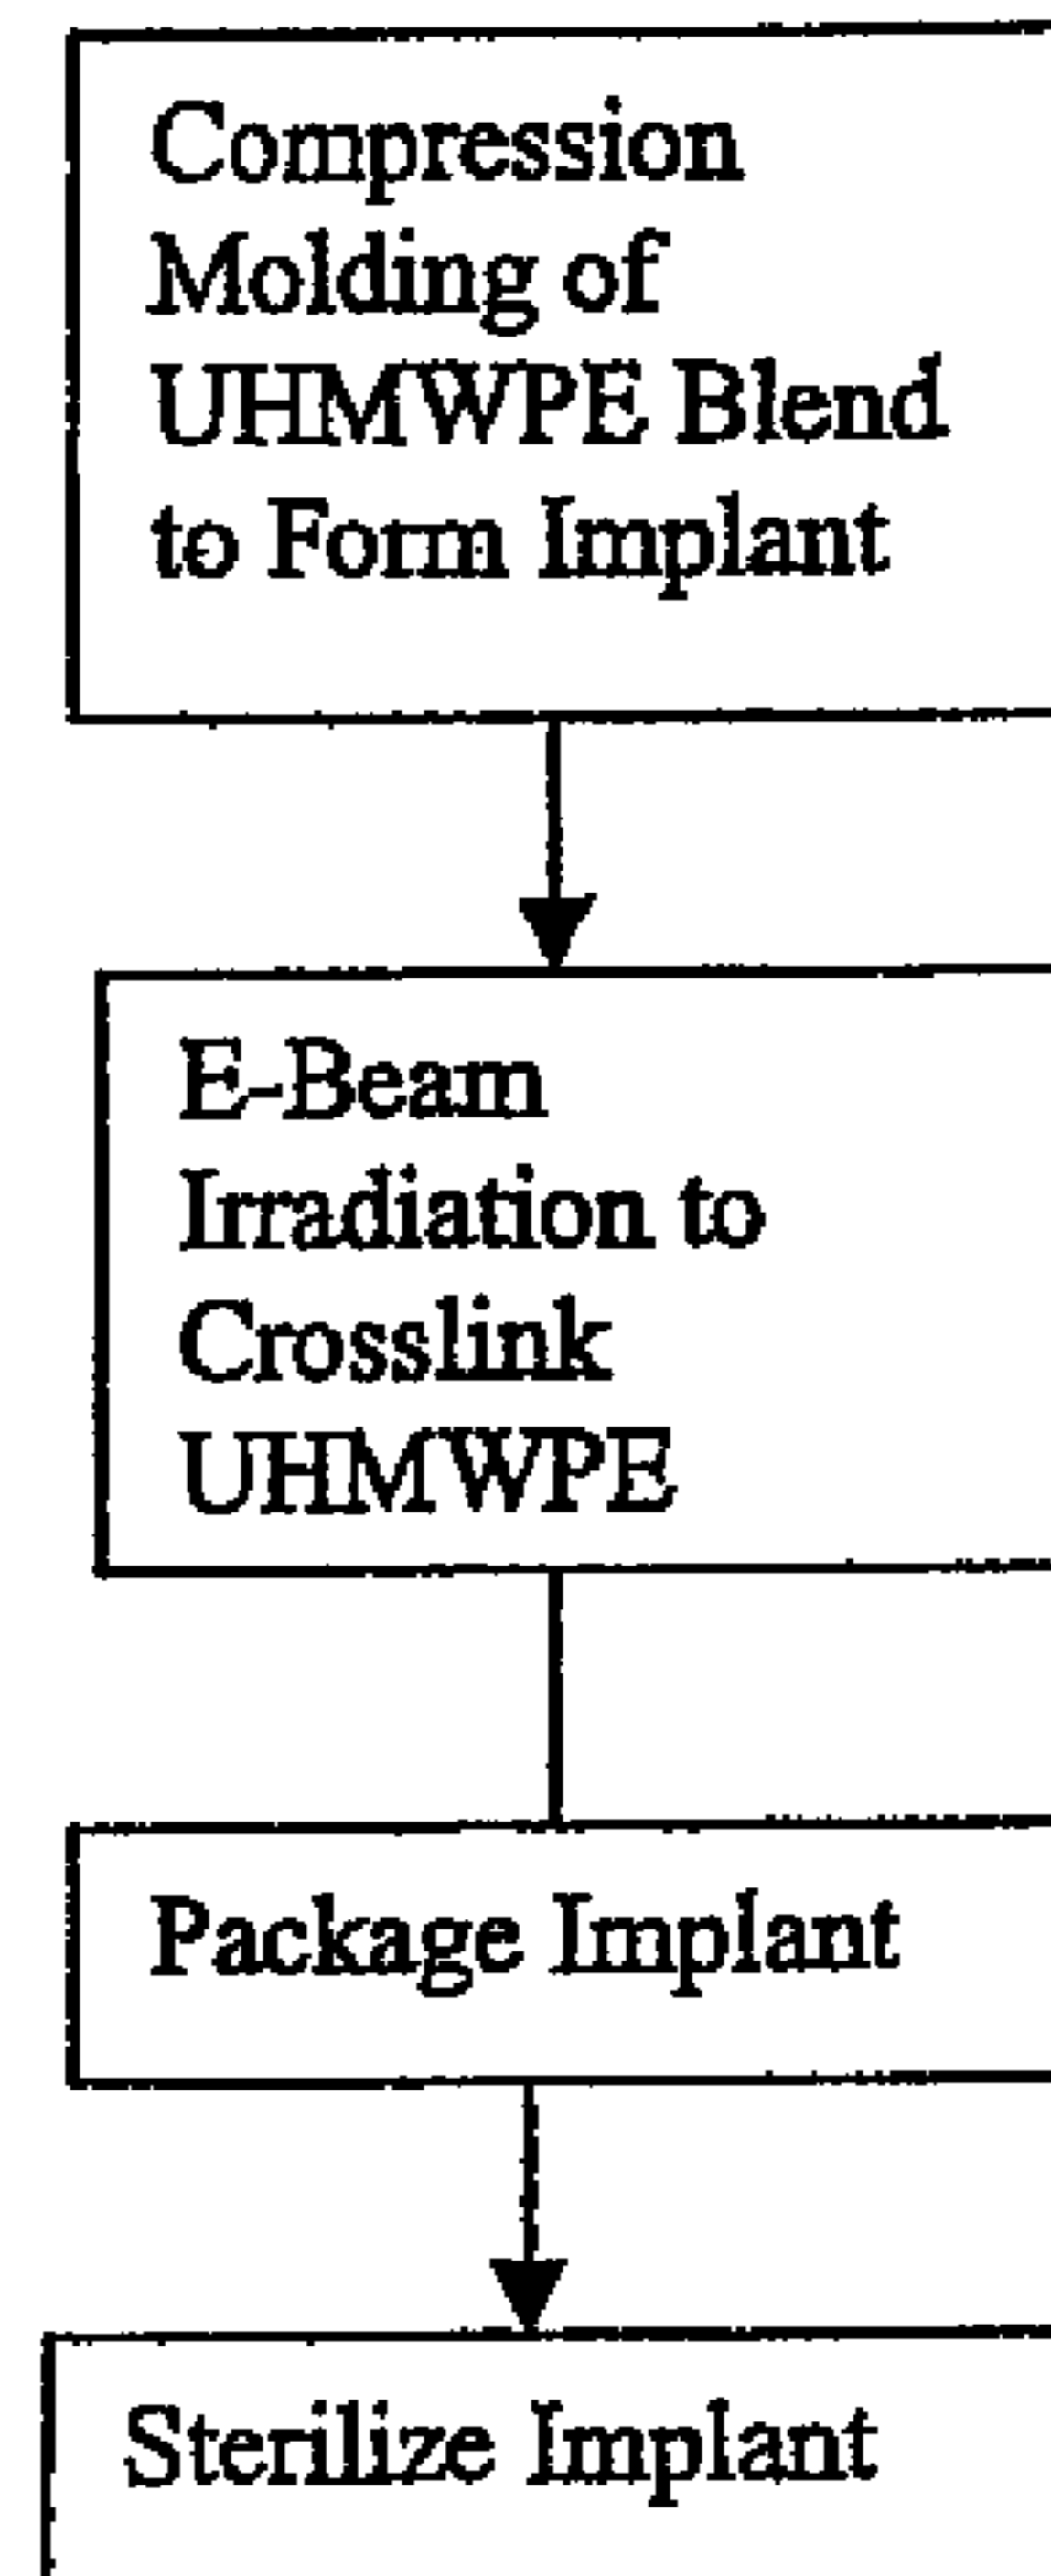 Compression
Molding of
UHMWPE Blend
to Form Implant
E-Beam
Irradiation to
Crosslink
UHMWPE
Package Implant
Sterilize Implant